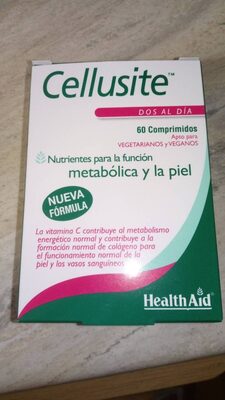 Cellusite™
DOS AL DÍA
60 Comprimidos
Apto para
VEGETARIANOS y VEGANOS
Nutrientes para la función
metabólica y la piel
NUEVA
FÓRMULA
La vitamina C contribuye al metabolismo
energético normal y contribuye a la
formación normal de colágeno para
el funcionamiento normal de la
piel y los vasos sanguíneos
HealthAid®